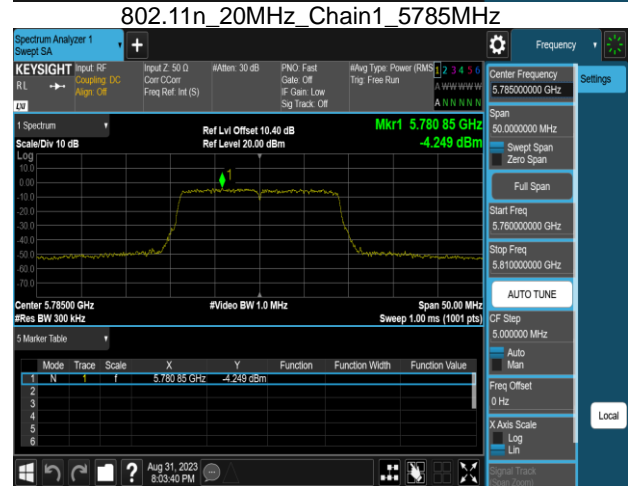 802.11n_20MHz_Chain1_5785MHz
Spectrum Analyzer 1
Swept SA
Frequency
KEYSIGHT
RL
Input: RF
Coupling: DC
Align: Off
Input Z: 50 Ω
Corr CCorr
Freq Ref: Int (S)
#Atten: 30 dB
PNO: Fast
Gate: Off
IF Gain: Low
Sig Track: Off
#Avg Type: Power (RMS
Trig: Free Run
1 2 3 4 5 6
A W W W W W
A N N N N N
LXI
1 Spectrum
Scale/Div 10 dB
Ref Lvl Offset 10.40 dB
Ref Level 20.00 dBm
Mkr1 5.780 85 GHz
-4.249 dBm
Log
10.0
0.00
-10.0
-20.0
-30.0
-40.0
-50.0
-60.0
-70.0
1
Center 5.78500 GHz
#Res BW 300 kHz
#Video BW 1.0 MHz
Span 50.00 MHz
Sweep 1.00 ms (1001 pts)
5 Marker Table
Mode Trace Scale X Y Function Function Width Function Value
1 N 1 f 5.780 85 GHz -4.249 dBm
2
3
4
5
6
Center Frequency
5.785000000 GHz
Settings
Span
50.0000000 MHz
Swept Span
Zero Span
Full Span
Start Freq
5.760000000 GHz
Stop Freq
5.810000000 GHz
AUTO TUNE
CF Step
5.000000 MHz
Auto
Man
Freq Offset
0 Hz
X Axis Scale
Log
Lin
Local
Signal Track
(Span Zoom)
?
Aug 31, 2023
8:03:40 PM